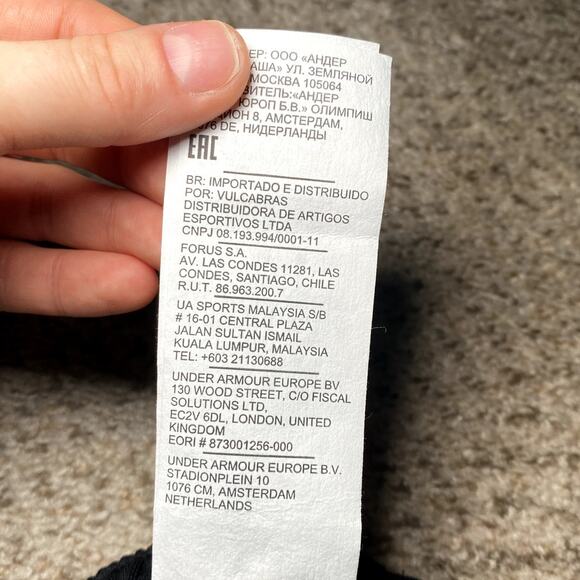 ЕР: ООО «АНДЕР
АША» УЛ. ЗЕМЛЯНОЙ
МОСКВА 105064
ВИТЕЛЬ:«АНДЕР
ЮРОП Б.В.» ОЛИМПИШ
ИОН 8, АМСТЕРДАМ,
076 DE, НИДЕРЛАНДЫ
EAC
BR: IMPORTADO E DISTRIBUIDO
POR: VULCABRAS
DISTRIBUIDORA DE ARTIGOS
ESPORTIVOS LTDA
CNPJ 08.193.994/0001-11
FORUS S.A.
AV. LAS CONDES 11281, LAS
CONDES, SANTIAGO, CHILE
R.U.T. 86.963.200.7
UA SPORTS MALAYSIA S/B
# 16-01 CENTRAL PLAZA
JALAN SULTAN ISMAIL
KUALA LUMPUR, MALAYSIA
TEL: +603 21130688
UNDER ARMOUR EUROPE BV
130 WOOD STREET, C/O FISCAL
SOLUTIONS LTD,
EC2V 6DL, LONDON, UNITED
KINGDOM
EORI # 873001256-000
UNDER ARMOUR EUROPE B.V.
STADIONPLEIN 10
1076 CM, AMSTERDAM
NETHERLANDS